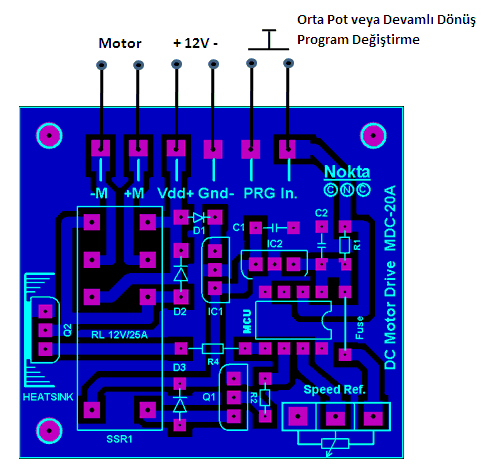 Orta Pot veya Devamlı Dönüş
Program Değiştirme
Motor
+ 12V -
-M
+M
Vdd+
Gnd-
PRG In.
Nokta
C N C
DC Motor Drive MDC-20A
D1
C1
C2
R1
IC2
IC1
D2
Q2
RL 12V/25A
MCU
Fuse
R4
D3
Q1
R2
HEATSINK
SSR1
Speed Ref.